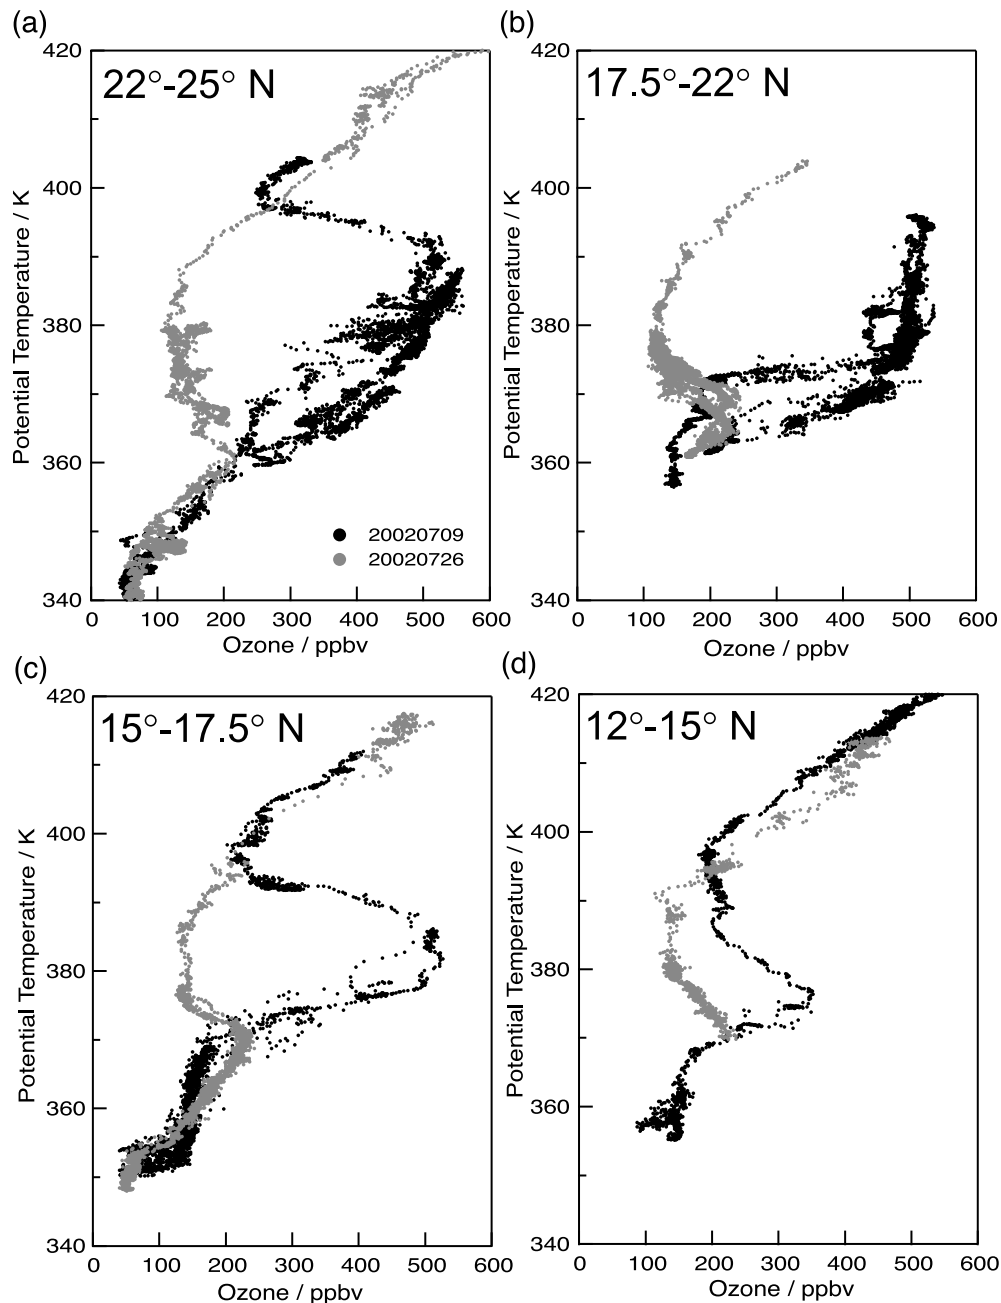 (a)
(b)
420
22°-25° N
400
380
360
340
Potential Temperature / K
20020709
20020726
0 100 200 300 400 500 600
Ozone / ppbv
420
17.5°-22° N
400
380
360
340
Potential Temperature / K
0 100 200 300 400 500 600
Ozone / ppbv
(c)
(d)
420
15°-17.5° N
400
380
360
340
Potential Temperature / K
0 100 200 300 400 500 600
Ozone / ppbv
420
12°-15° N
400
380
360
340
Potential Temperature / K
0 100 200 300 400 500 600
Ozone / ppbv